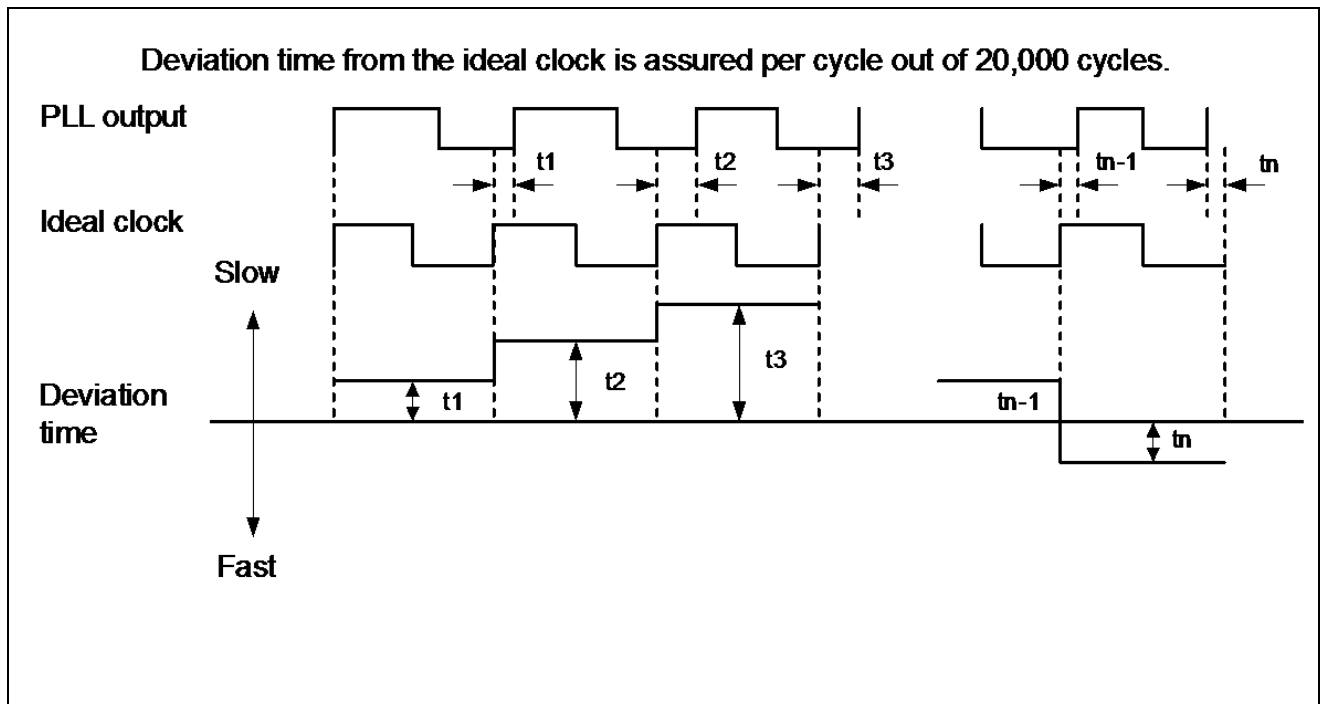 Deviation time from the ideal clock is assured per cycle out of 20,000 cycles.
PLL output
t1
t2
t3
tn-1
tn
Ideal clock
Slow
t1
t2
t3
tn-1
tn
Deviation
time
Fast